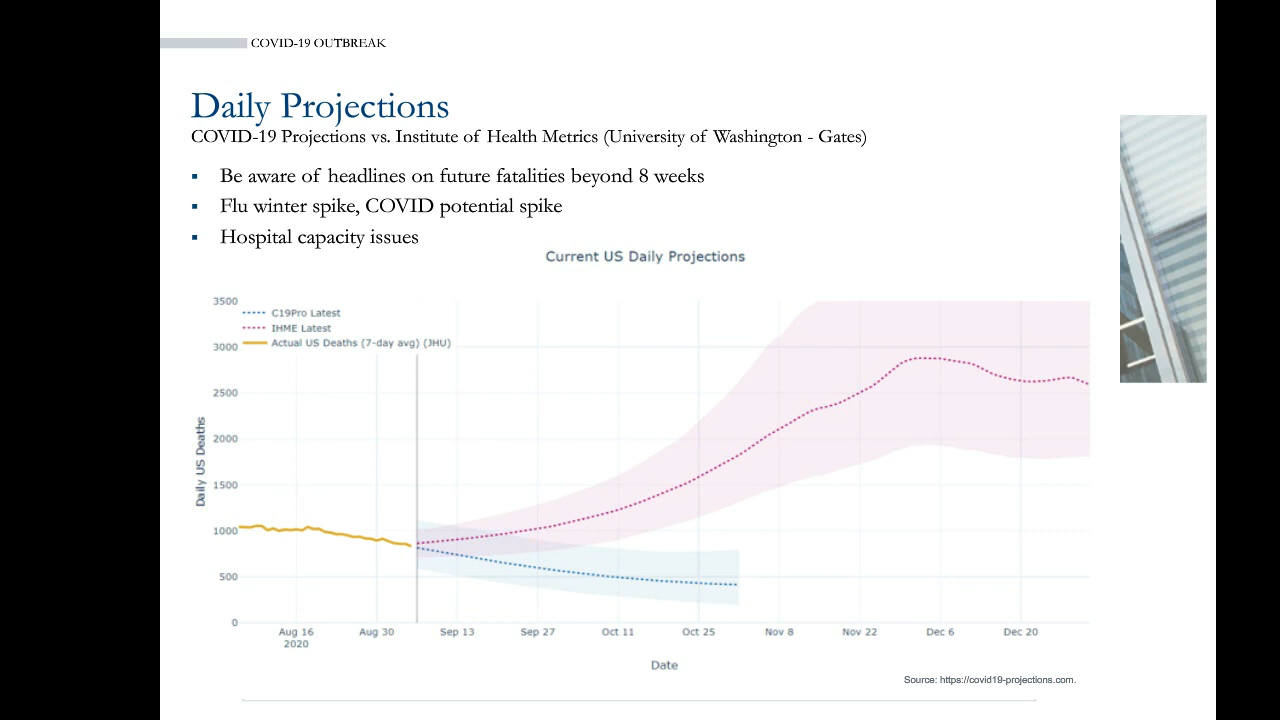 COVID-19 OUTBREAK
Daily Projections
COVID-19 Projections vs. Institute of Health Metrics (University of Washington - Gates)
▪ Be aware of headlines on future fatalities beyond 8 weeks
▪ Flu winter spike, COVID potential spike
▪ Hospital capacity issues
Current US Daily Projections
C19Pro Latest
IHME Latest
Actual US Deaths (7-day avg) (JHU)
3500
3000
2500
2000
1500
1000
500
0
Daily US Deaths
Aug 16 Aug 30 Sep 13 Sep 27 Oct 11 Oct 25 Nov 8 Nov 22 Dec 6 Dec 20
2020
Date
Source: https://covid19-projections.com.